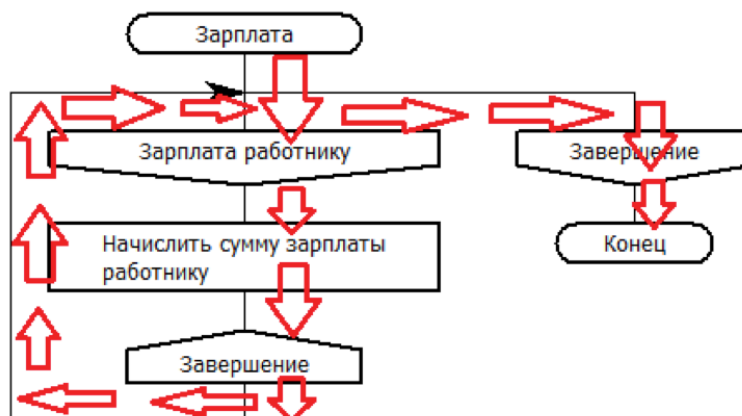 Зарплата
Зарплата работнику
Завершение
Начислить сумму зарплаты
работнику
Конец
Завершение